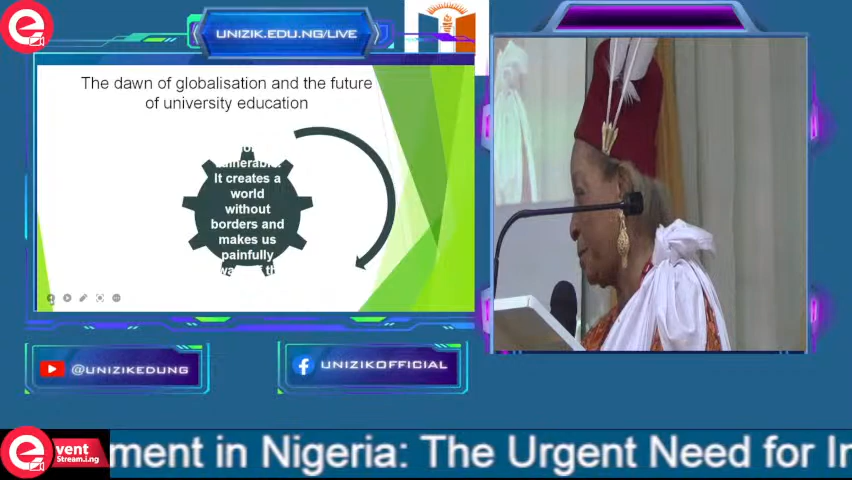 UNIZIK.EDU.NG/LIVE
The dawn of globalisation and the future
of university education
It creates a
world
without
borders and
makes us
painfully
@UNIZIKEDUNG
UNIZIKOFFICIAL
event
Stream.ng
ment in Nigeria: The Urgent Need for In